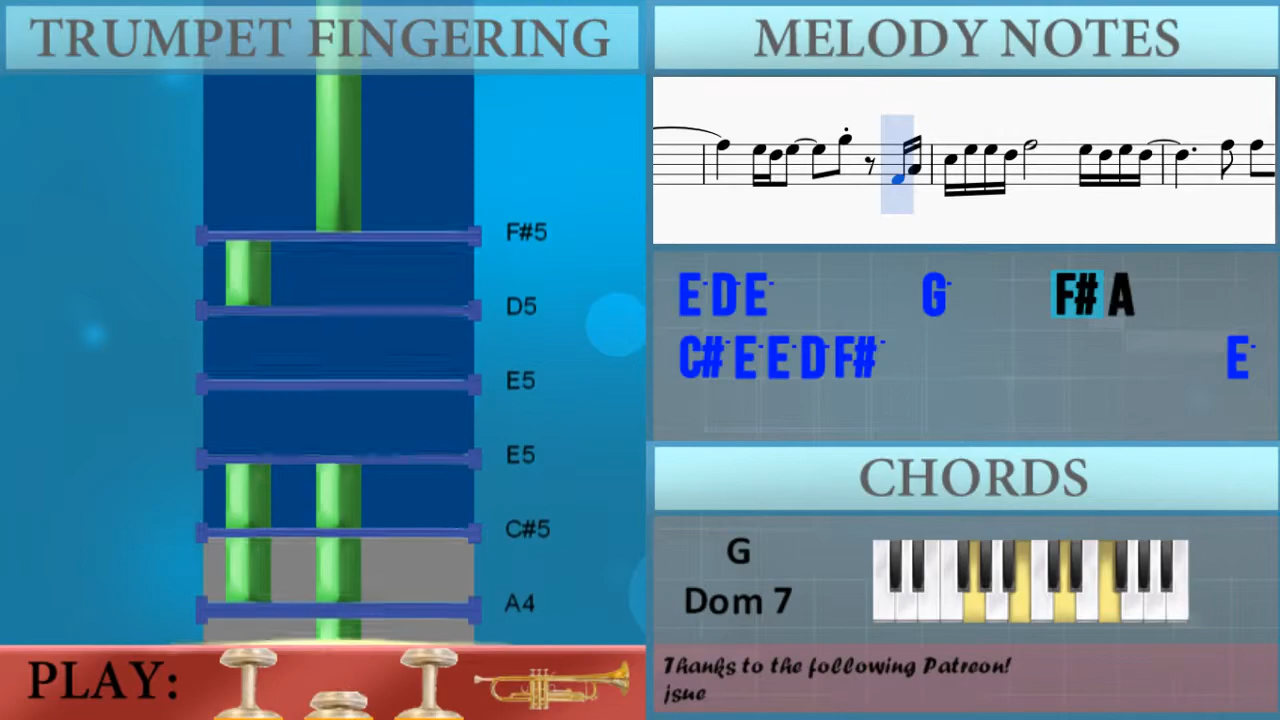 TRUMPET FINGERING
F#5
D5
E5
E5
C#5
A4
PLAY:
MELODY NOTES
E D E G F# A
C# E E D F# E
CHORDS
G
Dom 7
Thanks to the following Patreon!
jsue